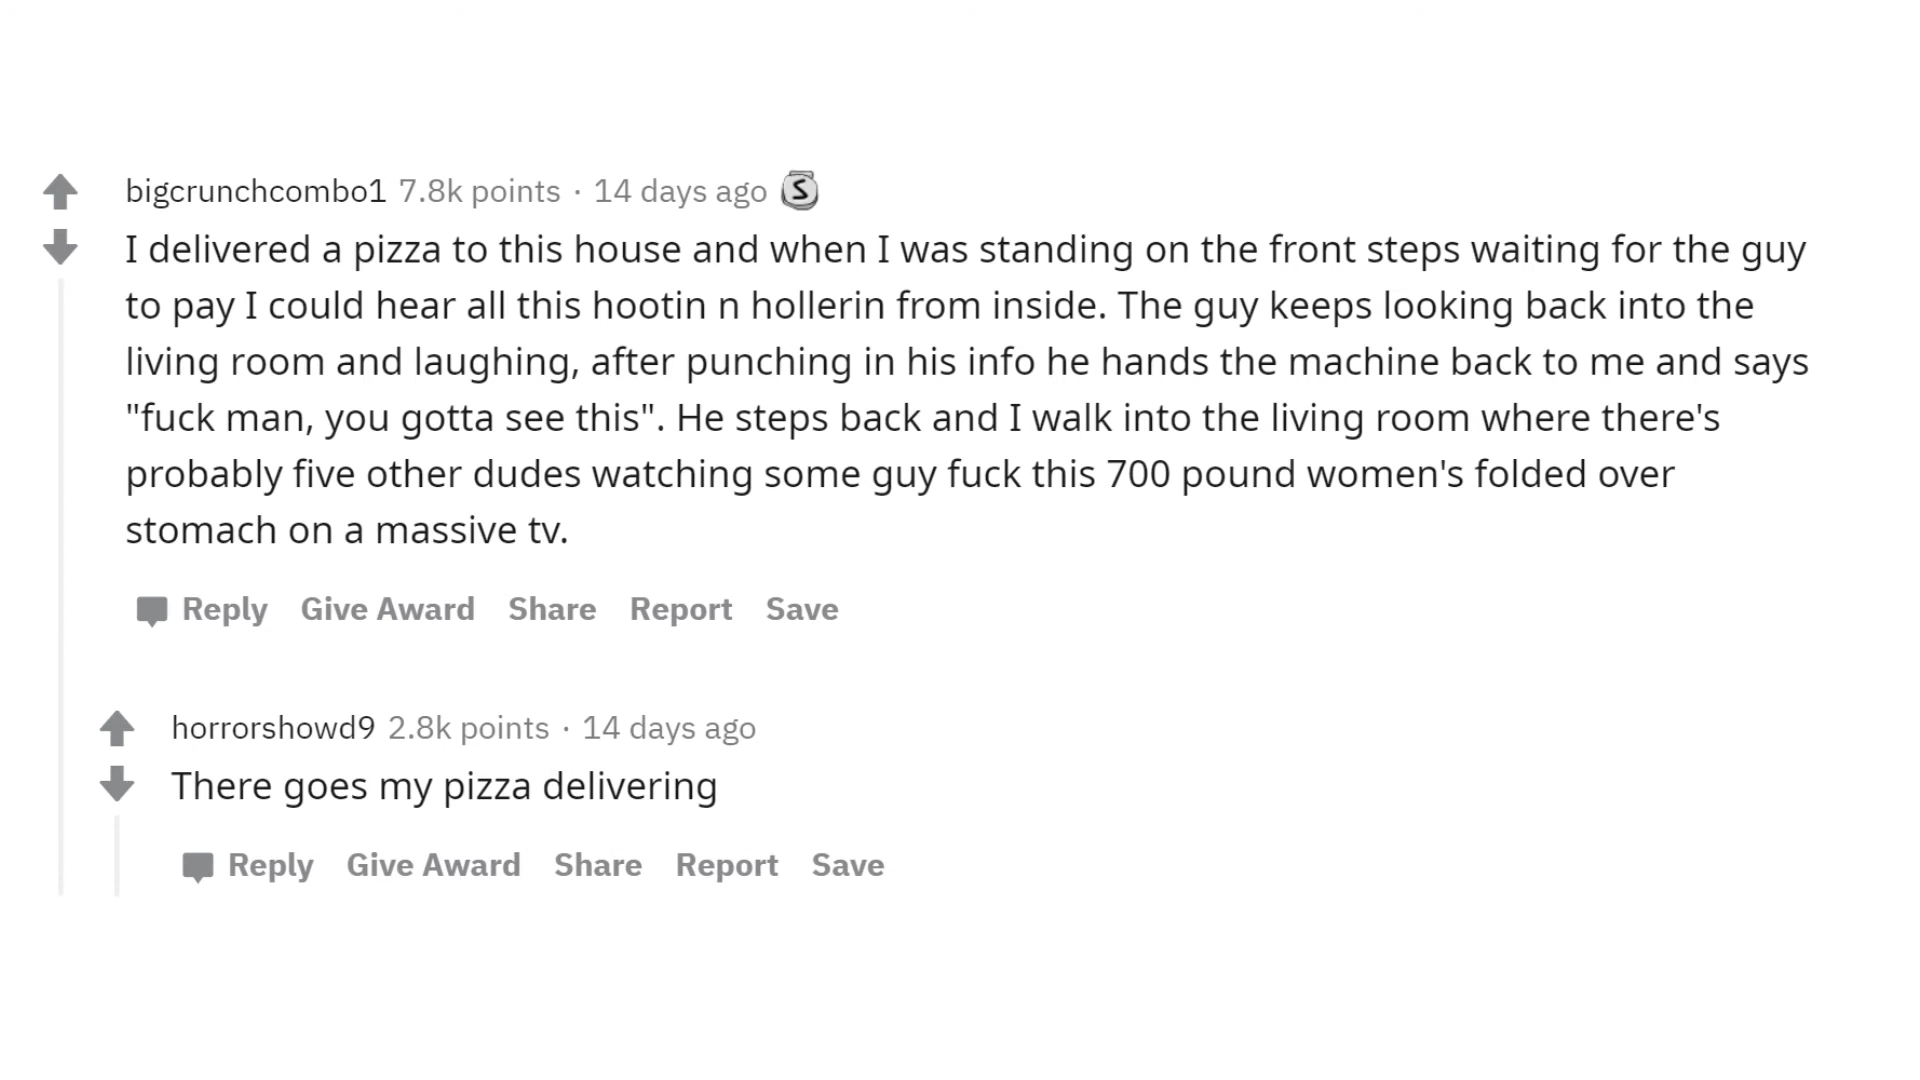 bigcrunchcombo1 7.8k points · 14 days ago S
I delivered a pizza to this house and when I was standing on the front steps waiting for the guy
to pay I could hear all this hootin n hollerin from inside. The guy keeps looking back into the
living room and laughing, after punching in his info he hands the machine back to me and says
"fuck man, you gotta see this". He steps back and I walk into the living room where there's
probably five other dudes watching some guy fuck this 700 pound women's folded over
stomach on a massive tv.
Reply Give Award Share Report Save
horrorshowd9 2.8k points · 14 days ago
There goes my pizza delivering
Reply Give Award Share Report Save